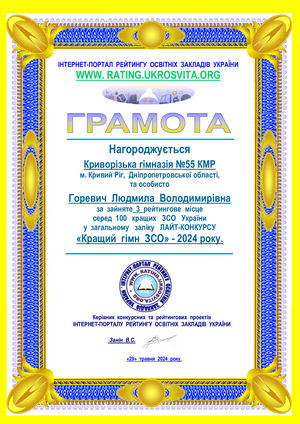 ІНТЕРНЕТ-ПОРТАЛ РЕЙТИНГУ ОСВІТНІХ ЗАКЛАДІВ УКРАЇНИ
WWW. RATING.UKROSVITA.ORG
ГРАМОТА
Нагороджується
Криворізька гімназія №55 КМР
м. Кривий Ріг, Дніпропетровської області,
та особисто
Горевич Людмила Володимирівна
за зайняте 3 рейтингове місце
серед 100 кращих ЗСО України
у загальному заліку ЛАЙТ-КОНКУРСУ
«Кращий гімн ЗСО» - 2024 року.
Керівник конкурсних та рейтингових проєктів
ІНТЕРНЕТ-ПОРТАЛУ РЕЙТИНГУ ОСВІТНІХ ЗАКЛАДІВ УКРАЇНИ
Занін В.С.
«29» травня 2024 року.